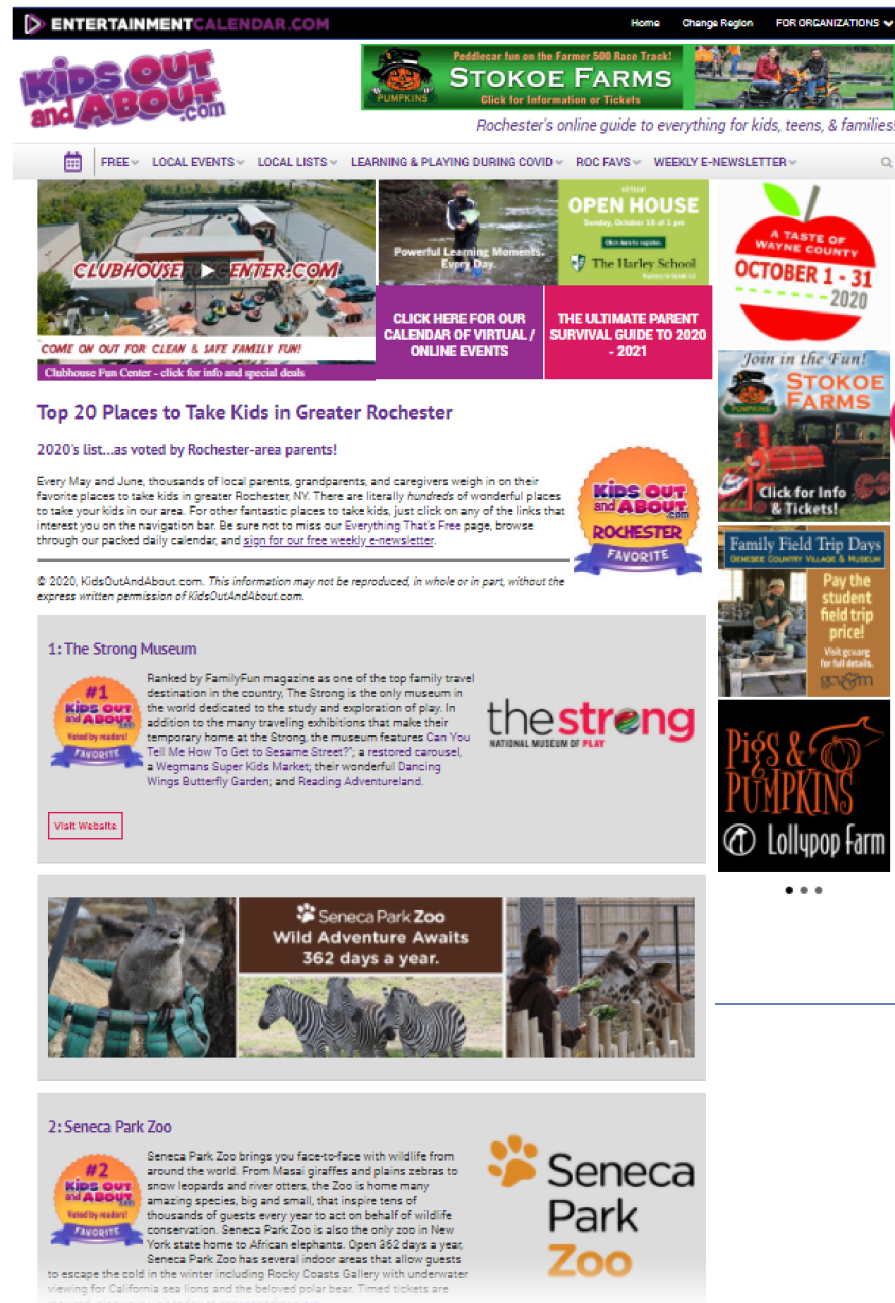 ENTERTAINMENTCALENDAR.COM
Home Change Region FOR ORGANIZATIONS
KIDS OUT
and ABOUT
.com
Peddlecar fun on the Farmer 500 Race Track!
STOKOE FARMS
Click for Information or Tickets
PUMPKINS
Rochester's online guide to everything for kids, teens, & families!
FREE LOCAL EVENTS LOCAL LISTS LEARNING & PLAYING DURING COVID ROC FAVS WEEKLY E-NEWSLETTER
CLUBHOUSEFUNCENTER.COM
COME ON OUT FOR CLEAN & SAFE FAMILY FUN!
Clubhouse Fun Center - click for info and special deals
Powerful Learning Moments.
Every Day.
virtual
OPEN HOUSE
Sunday, October 18 at 1 pm
Click here to register.
The Harley School
Nursery to Grade 12
CLICK HERE FOR OUR
CALENDAR OF VIRTUAL /
ONLINE EVENTS
THE ULTIMATE PARENT
SURVIVAL GUIDE TO 2020
- 2021
A TASTE OF
WAYNE COUNTY
OCTOBER 1 - 31
2020
Join in the Fun!
STOKOE
FARMS
PUMPKINS
Click for Info
& Tickets!
Family Field Trip Days
GENESEE COUNTRY VILLAGE & MUSEUM
Pay the
student
field trip
price!
Visit gcv.org
for full details.
gcv&m
Pigs &
PUMPKINS
Lollypop Farm
Top 20 Places to Take Kids in Greater Rochester
2020's list...as voted by Rochester-area parents!
Every May and June, thousands of local parents, grandparents, and caregivers weigh in on their
favorite places to take kids in greater Rochester, NY. There are literally hundreds of wonderful places
to take your kids in our area. For other fantastic places to take kids, just click on any of the links that
interest you on the navigation bar. Be sure not to miss our Everything That's Free page, browse
through our packed daily calendar, and sign for our free weekly e-newsletter.
KIDS OUT
and ABOUT
.com
ROCHESTER
FAVORITE
© 2020, KidsOutAndAbout.com. This information may not be reproduced, in whole or in part, without the
express written permission of KidsOutAndAbout.com.
1: The Strong Museum
#1
KIDS OUT
and ABOUT
.com
Voted by readers!
FAVORITE
Ranked by FamilyFun magazine as one of the top family travel
destination in the country, The Strong is the only museum in
the world dedicated to the study and exploration of play. In
addition to the many traveling exhibitions that make their
temporary home at the Strong, the museum features Can You
Tell Me How To Get to Sesame Street?"; a restored carousel,
a Wegmans Super Kids Market; their wonderful Dancing
Wings Butterfly Garden; and Reading Adventureland.
thestrong
NATIONAL MUSEUM OF PLAY
Visit Website
Seneca Park Zoo
Wild Adventure Awaits
362 days a year.
2: Seneca Park Zoo
#2
KIDS OUT
and ABOUT
.com
Voted by readers!
FAVORITE
Seneca Park Zoo brings you face-to-face with wildlife from
around the world. From Masai giraffes and plains zebras to
snow leopards and river otters, the Zoo is home many
amazing species, big and small, that inspire tens of
thousands of guests every year to act on behalf of wildlife
conservation. Seneca Park Zoo is also the only zoo in New
York state home to African elephants. Open 362 days a year,
Seneca Park Zoo has several indoor areas that allow guests
to escape the cold in the winter including Rocky Coasts Gallery with underwater
viewing for California sea lions and the beloved polar bear. Timed tickets are
Seneca
Park
Zoo